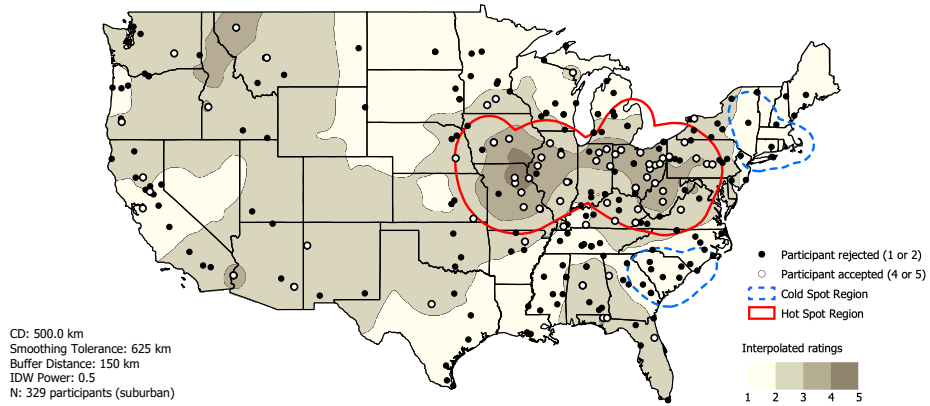 Participant rejected (1 or 2)
Participant accepted (4 or 5)
Cold Spot Region
Hot Spot Region
CD: 500.0 km
Smoothing Tolerance: 625 km
Buffer Distance: 150 km
IDW Power: 0.5
N: 329 participants (suburban)
Interpolated ratings
1 2 3 4 5